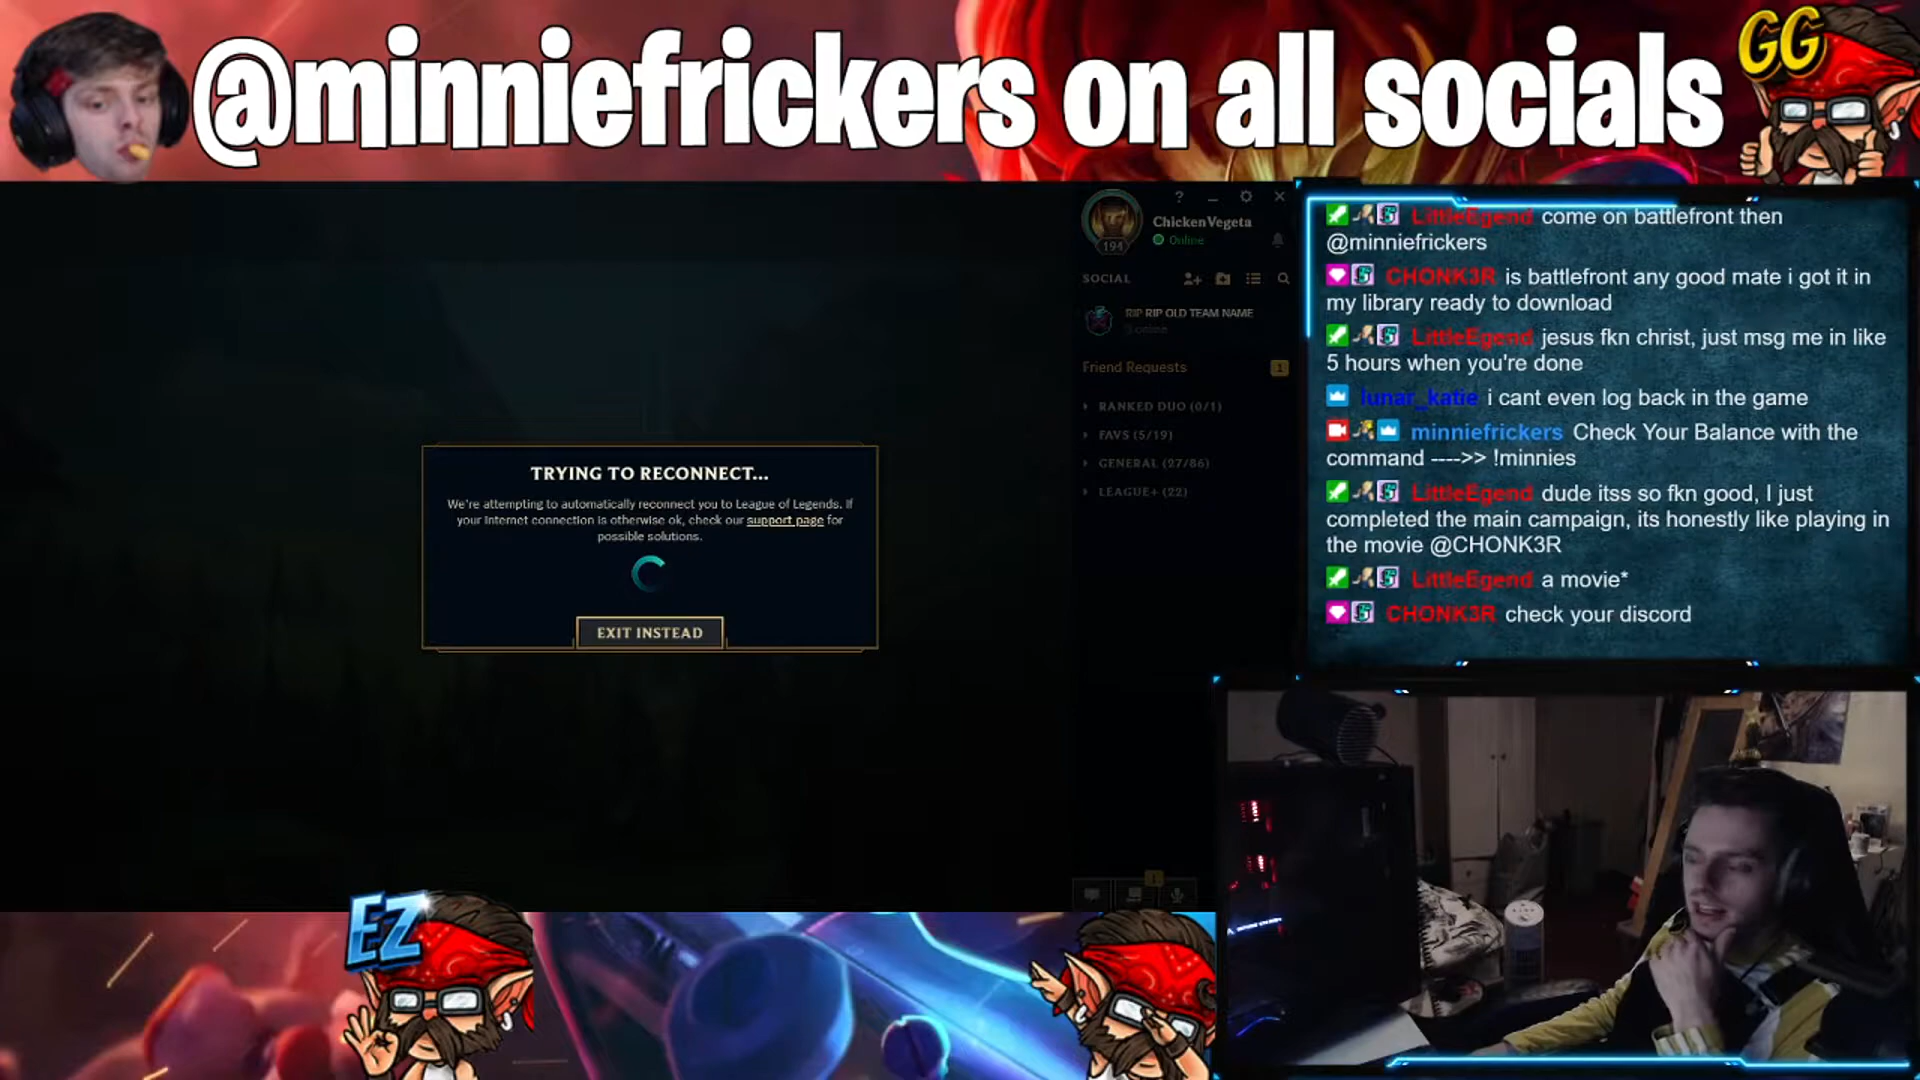 @minniefrickers on all socials
GG
ChickenVegeta
Online
194
SOCIAL
RIP RIP OLD TEAM NAME
Friend Requests
1
RANKED DUO (0/1)
FAVS (5/19)
GENERAL (27/86)
LEAGUE+ (22)
TRYING TO RECONNECT...
We're attempting to automatically reconnect you to League of Legends. If
your Internet connection is otherwise ok, check our support page for
possible solutions.
EXIT INSTEAD
1
LittleEgend come on battlefront then
@minniefrickers
CHONK3R is battlefront any good mate i got it in
my library ready to download
LittleEgend jesus fkn christ, just msg me in like
5 hours when you're done
lunar_katie i cant even log back in the game
minniefrickers Check Your Balance with the
command ---->> !minnies
LittleEgend dude itss so fkn good, I just
completed the main campaign, its honestly like playing in
the movie @CHONK3R
LittleEgend a movie*
CHONK3R check your discord
EZ